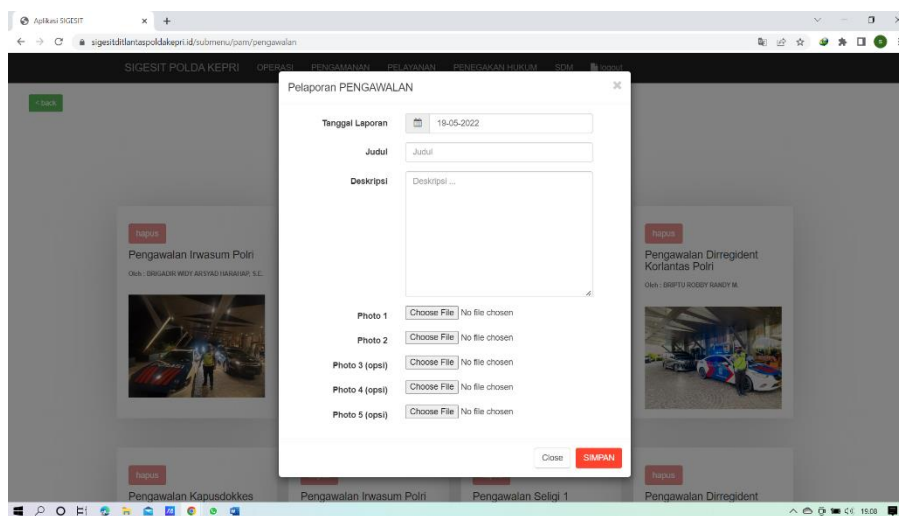 Aplikasi SIGESIT
sigesitditlantaspoldakepri.id/submenu/pam/pengawalan
SIGESIT POLDA KEPRI OPERASI PENGAMANAN PELAYANAN PENEGAKAN HUKUM SDM logout
< back
Pelaporan PENGAWALAN
Tanggal Laporan 19-05-2022
Judul Judul
Deskripsi Deskripsi ...
Photo 1 Choose File No file chosen
Photo 2 Choose File No file chosen
Photo 3 (opsi) Choose File No file chosen
Photo 4 (opsi) Choose File No file chosen
Photo 5 (opsi) Choose File No file chosen
Close SIMPAN
hapus
Pengawalan Irwasum Polri
Oleh : BRIGADIR WIDY ARSYAD HARAHAP, S.E.
hapus
Pengawalan Dirregident
Korlantas Polri
Oleh : BRIPTU RODDY RANDY M.
hapus
Pengawalan Kapusdokkes
Pengawalan Irwasum Polri
Pengawalan Seligi 1
hapus
Pengawalan Dirregident
19.08